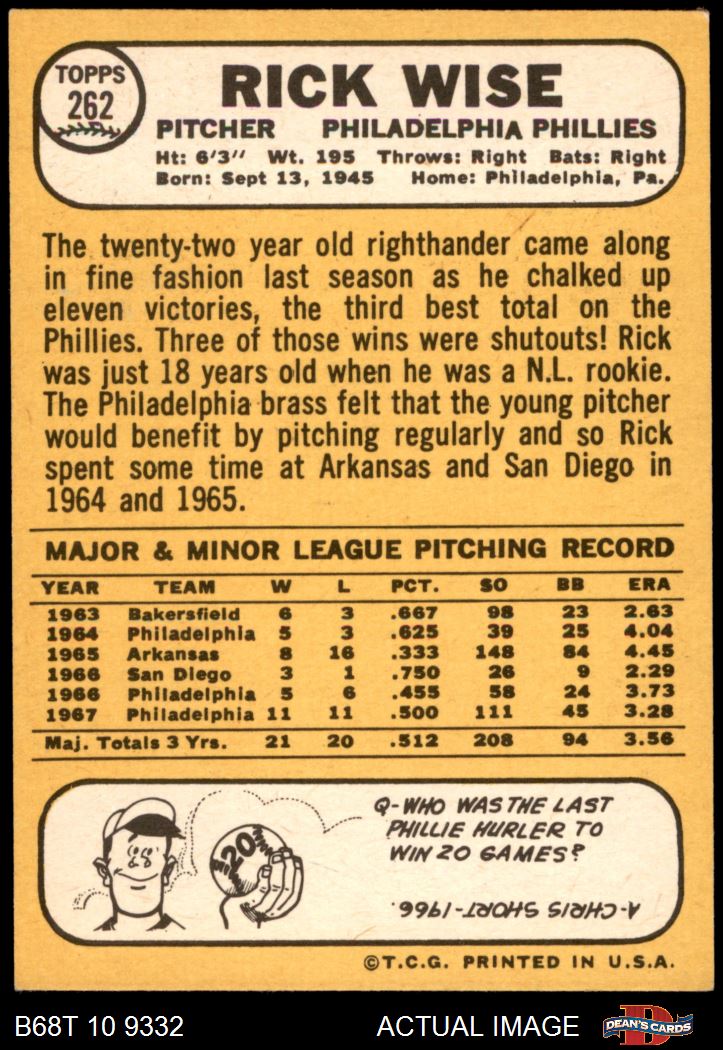 TOPPS
262
RICK WISE
PITCHER PHILADELPHIA PHILLIES
Ht: 6'3" Wt. 195 Throws: Right Bats: Right
Born: Sept 13, 1945 Home: Philadelphia, Pa.
The twenty-two year old righthander came along
in fine fashion last season as he chalked up
eleven victories, the third best total on the
Phillies. Three of those wins were shutouts! Rick
was just 18 years old when he was a N.L. rookie.
The Philadelphia brass felt that the young pitcher
would benefit by pitching regularly and so Rick
spent some time at Arkansas and San Diego in
1964 and 1965.
MAJOR & MINOR LEAGUE PITCHING RECORD
YEAR TEAM W L PCT. SO BB ERA
1963 Bakersfield 6 3 .667 98 23 2.63
1964 Philadelphia 5 3 .625 39 25 4.04
1965 Arkansas 8 16 .333 148 84 4.45
1966 San Diego 3 1 .750 26 9 2.29
1966 Philadelphia 5 6 .455 58 24 3.73
1967 Philadelphia 11 11 .500 111 45 3.28
Maj. Totals 3 Yrs. 21 20 .512 208 94 3.56
20
Q-WHO WAS THE LAST
PHILLIE HURLER TO
WIN 20 GAMES?
A-CHRIS SHORT-1966.
©T.C.G. PRINTED IN U.S.A.
B68T 10 9332 ACTUAL IMAGE
D
DEAN'S CARDS